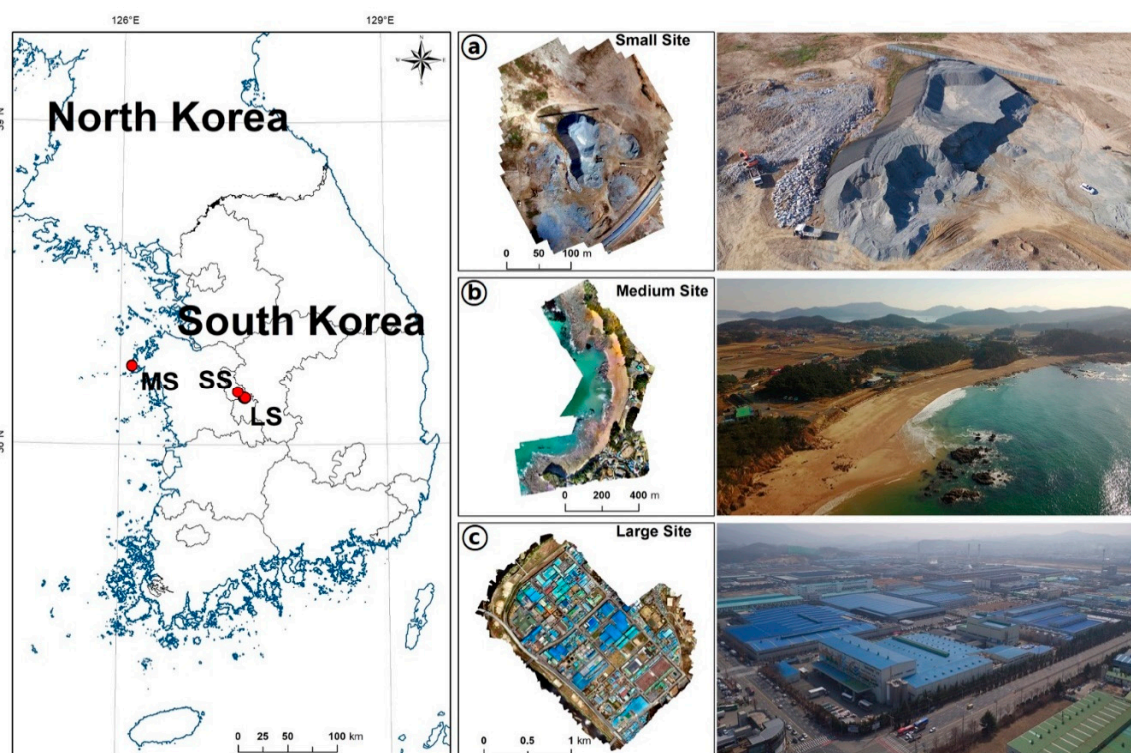 126°E
129°E
North Korea
South Korea
MS
SS
LS
0 25 50 100 km
a
Small Site
0 50 100 m
b
Medium Site
0 200 400 m
c
Large Site
0 0.5 1 km